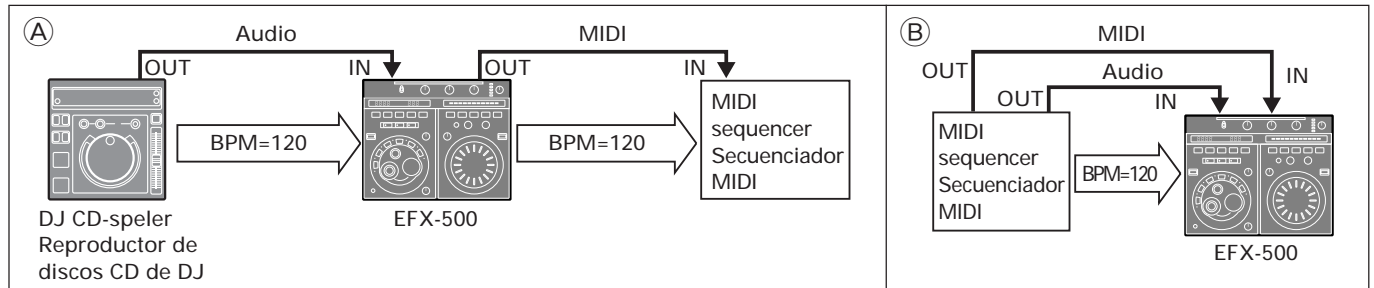 A
Audio
MIDI
OUT
IN
OUT
IN
BPM=120
BPM=120
MIDI
sequencer
Secuenciador
MIDI
DJ CD-speler
Reproductor de
discos CD de DJ
EFX-500
B
MIDI
OUT
Audio
IN
OUT
IN
MIDI
sequencer
Secuenciador
MIDI
BPM=120
EFX-500